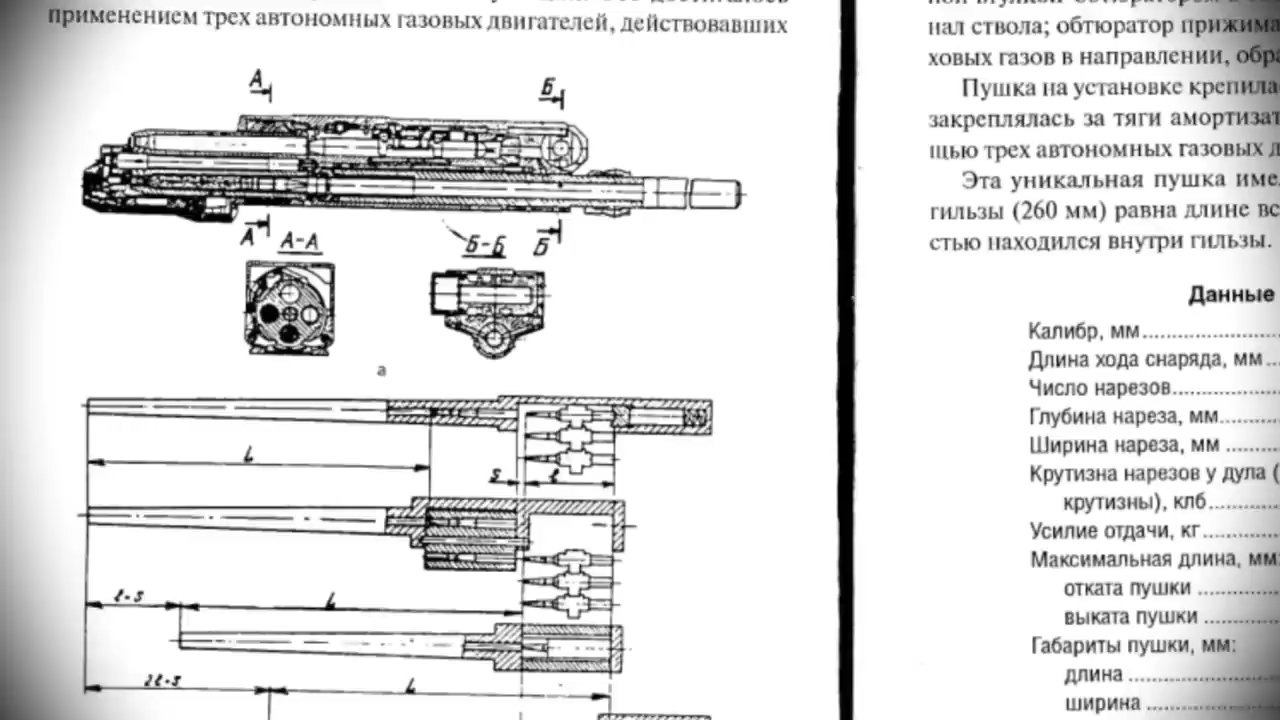 применением трех автономных газовых двигателей, действовавших
А
Б
А
А–А
Б–Б
Б
а
L
s
ℓ
ℓ-s
L
2ℓ-s
L
нал ствола; обтюратор прижима
ховых газов в направлении, обра
Пушка на установке крепила
закреплялась за тяги амортизат
щью трех автономных газовых д
Эта уникальная пушка име
гильзы (260 мм) равна длине вс
стью находился внутри гильзы.
Данные
Калибр, мм
Длина хода снаряда, мм
Число нарезов
Глубина нареза, мм
Ширина нареза, мм
Крутизна нарезов у дула (
крутизны), клб
Усилие отдачи, кг
Максимальная длина, мм:
отката пушки
выката пушки
Габариты пушки, мм:
длина
ширина